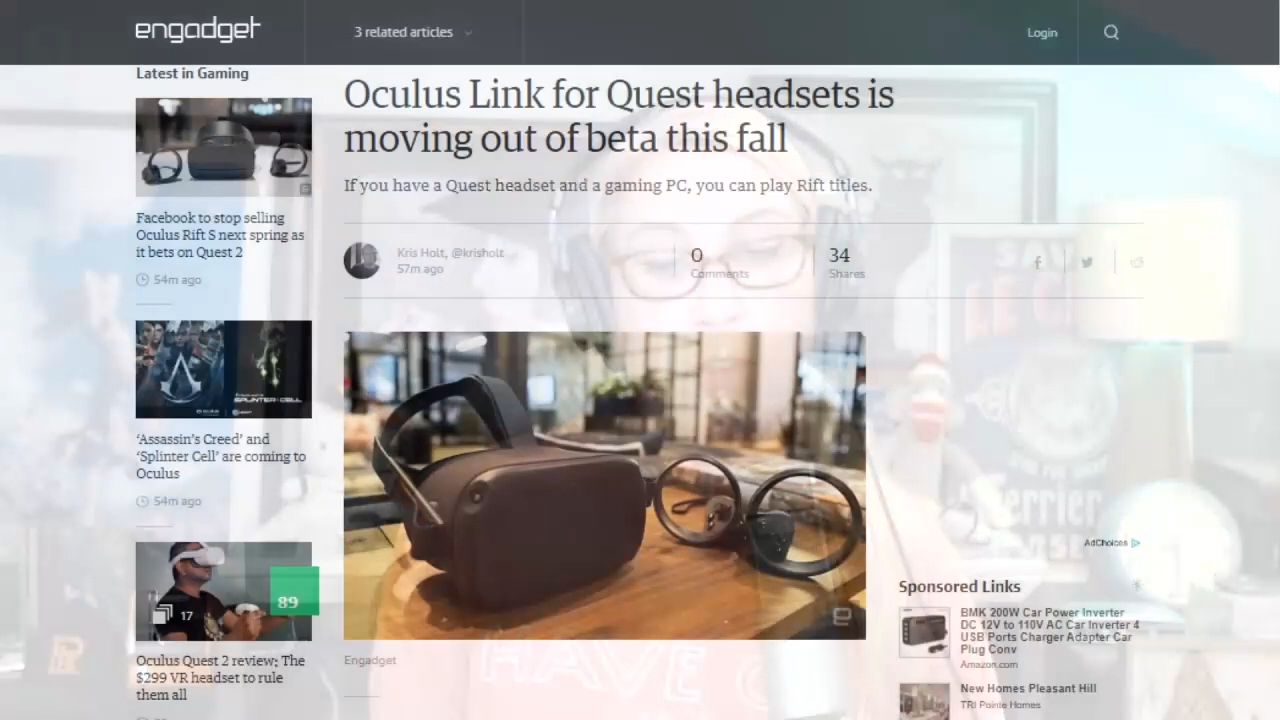 engadget
3 related articles
Login
Latest in Gaming
Facebook to stop selling
Oculus Rift S next spring as
it bets on Quest 2
54m ago
SPLINTER CELL
'Assassin's Creed' and
'Splinter Cell' are coming to
Oculus
54m ago
17
89
Oculus Quest 2 review: The
$299 VR headset to rule
them all
Oculus Link for Quest headsets is
moving out of beta this fall
If you have a Quest headset and a gaming PC, you can play Rift titles.
Kris Holt, @krisholt
57m ago
0
Comments
34
Shares
Engadget
AdChoices
Sponsored Links
BMK 200W Car Power Inverter
DC 12V to 110V AC Car Inverter 4
USB Ports Charger Adapter Car
Plug Conv
Amazon.com
New Homes Pleasant Hill
TRI Pointe Homes
HAVE